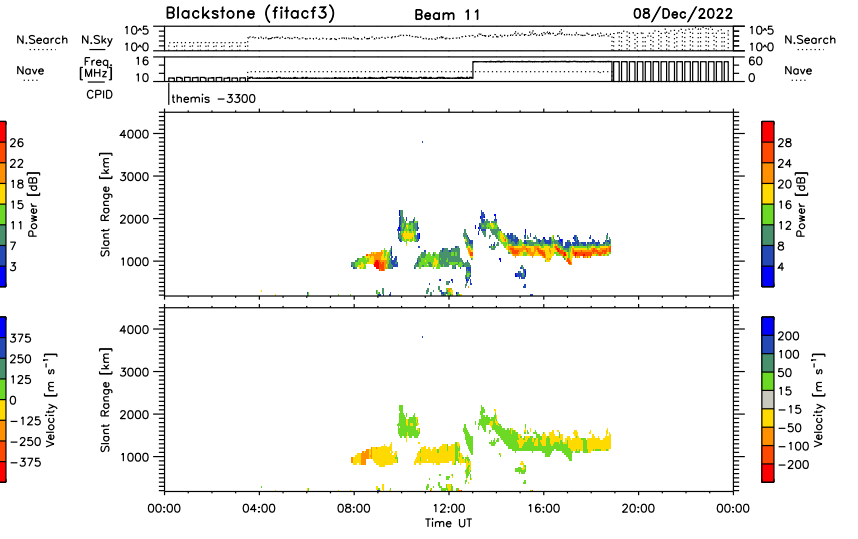 Blackstone (fitacf3) Beam 11 08/Dec/2022
N.Search N.Sky 10^5 10^0 10^5 10^0 N.Search
Nave Freq. [MHz] 16 10 60 0 Nave
CPID themis -3300
Power [dB] 26 22 18 15 11 7 3
Slant Range [km] 4000 3000 2000 1000
Power [dB] 28 24 20 16 12 8 4
Velocity [m s⁻¹] 375 250 125 0 -125 -250 -375
Slant Range [km] 4000 3000 2000 1000
Velocity [m s⁻¹] 200 100 50 15 -15 -50 -100 -200
00:00 04:00 08:00 12:00 16:00 20:00 00:00
Time UT